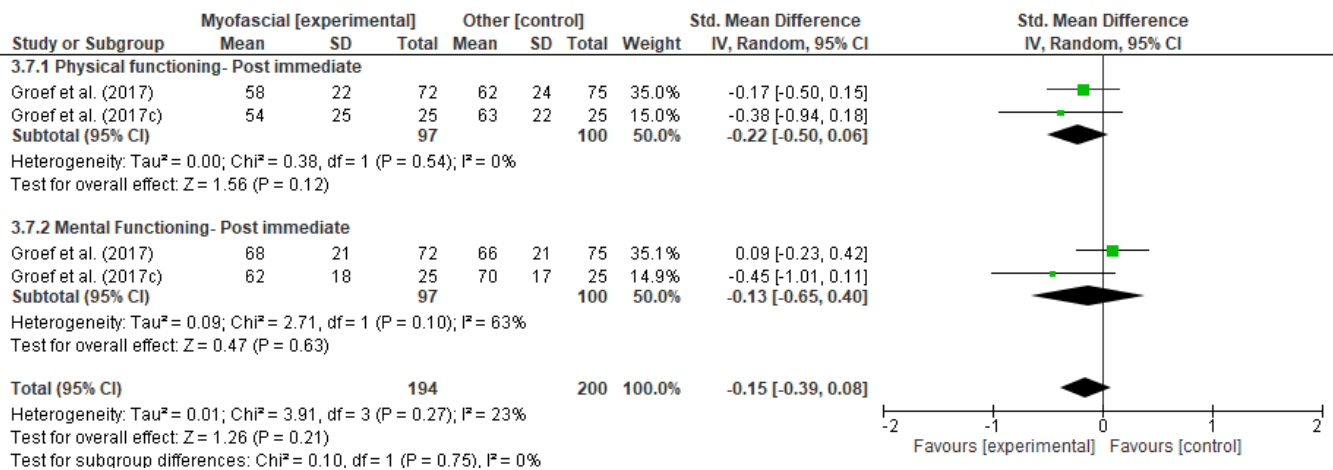 Myofascial [experimental] Other [control] Std. Mean Difference Std. Mean Difference
Study or Subgroup Mean SD Total Mean SD Total Weight IV, Random, 95% CI IV, Random, 95% CI
3.7.1 Physical functioning- Post immediate
Groef et al. (2017) 58 22 72 62 24 75 35.0% -0.17 [-0.50, 0.15]
Groef et al. (2017c) 54 25 25 63 22 25 15.0% -0.38 [-0.94, 0.18]
Subtotal (95% CI) 97 100 50.0% -0.22 [-0.50, 0.06]
Heterogeneity: Tau² = 0.00; Chi² = 0.38, df = 1 (P = 0.54); I² = 0%
Test for overall effect: Z = 1.56 (P = 0.12)
3.7.2 Mental Functioning- Post immediate
Groef et al. (2017) 68 21 72 66 21 75 35.1% 0.09 [-0.23, 0.42]
Groef et al. (2017c) 62 18 25 70 17 25 14.9% -0.45 [-1.01, 0.11]
Subtotal (95% CI) 97 100 50.0% -0.13 [-0.65, 0.40]
Heterogeneity: Tau² = 0.09; Chi² = 2.71, df = 1 (P = 0.10); I² = 63%
Test for overall effect: Z = 0.47 (P = 0.63)
Total (95% CI) 194 200 100.0% -0.15 [-0.39, 0.08]
Heterogeneity: Tau² = 0.01; Chi² = 3.91, df = 3 (P = 0.27); I² = 23%
Test for overall effect: Z = 1.26 (P = 0.21)
Test for subgroup differences: Chi² = 0.10, df = 1 (P = 0.75), I² = 0%
-2 -1 0 1 2
Favours [experimental] Favours [control]